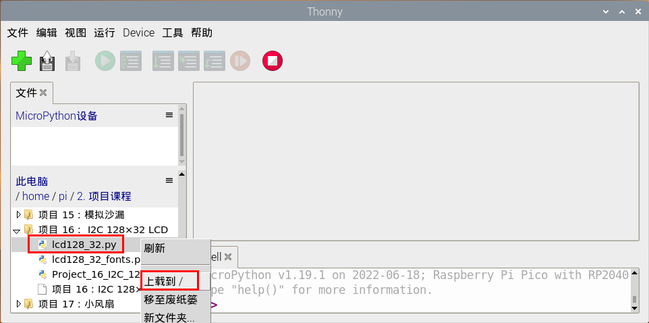 Thonny
文件 编辑 视图 运行 Device 工具 帮助
文件
MicroPython设备
此电脑
/ home / pi / 2. 项目课程
项目 15：模拟沙漏
项目 16： I2C 128×32 LCD
lcd128_32.py
刷新
lcd128_32_fonts.p
Project_16_I2C_12
上载到 /
项目 16：I2C 128×
移至废纸篓
项目 17：小风扇
新文件夹...
ell
croPython v1.19.1 on 2022-06-18; Raspberry Pi Pico with RP2040
pe "help()" for more information.
>